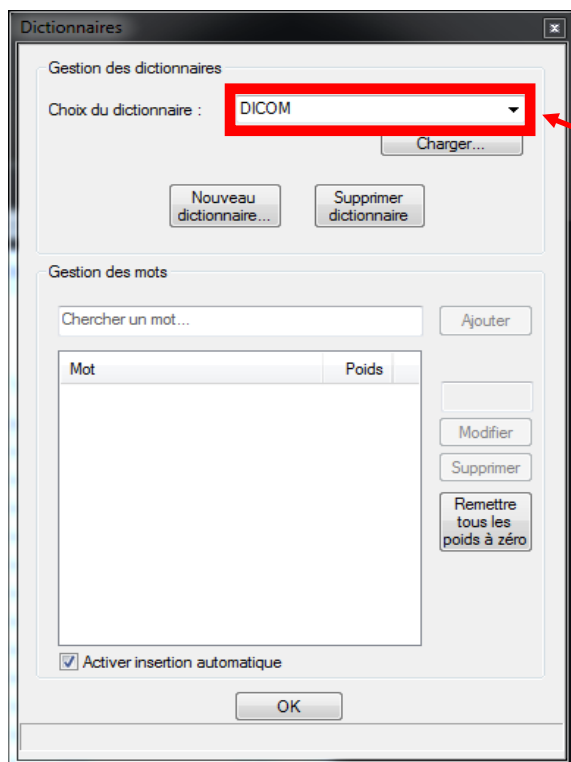 Dictionnaires
Gestion des dictionnaires
Choix du dictionnaire :
DICOM
Charger...
Nouveau
dictionnaire...
Supprimer
dictionnaire
Gestion des mots
Chercher un mot...
Ajouter
Mot
Poids
Modifier
Supprimer
Remettre
tous les
poids à zéro
Activer insertion automatique
OK